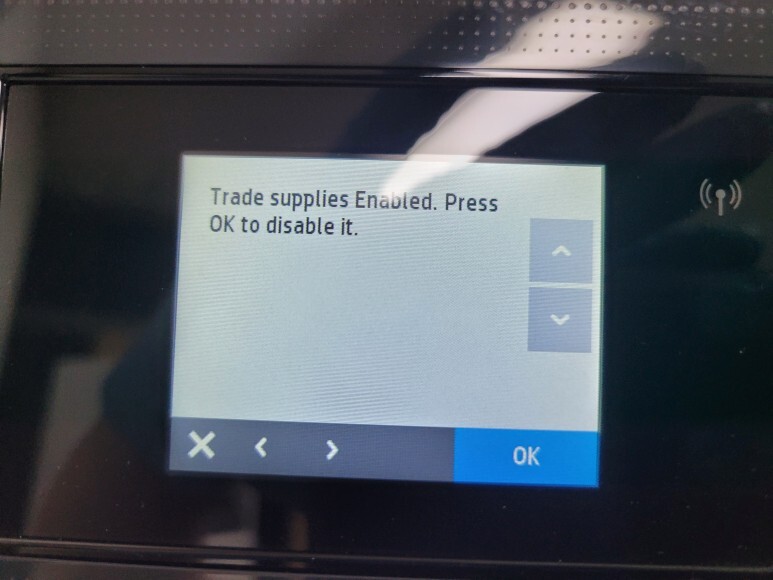 Trade supplies Enabled. Press
OK to disable it.
OK